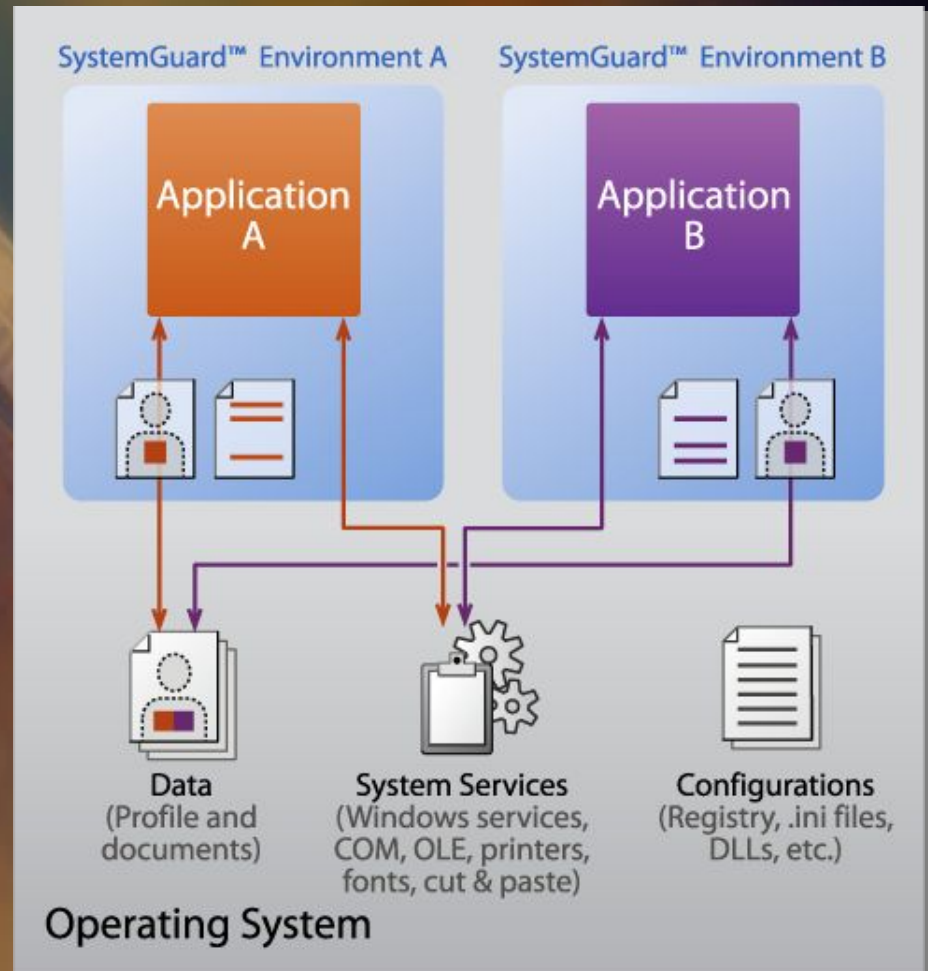 SystemGuard™ Environment A
SystemGuard™ Environment B
Application
A
Application
B
Data
(Profile and
documents)
System Services
(Windows services,
COM, OLE, printers,
fonts, cut & paste)
Configurations
(Registry, .ini files,
DLLs, etc.)
Operating System